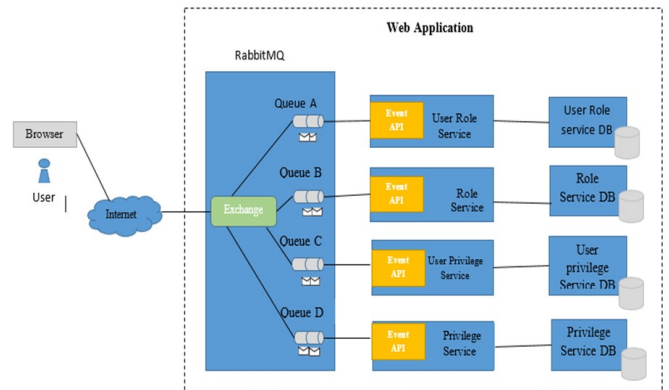 Web Application
RabbitMQ
Browser
User
Internet
Exchange
Queue A
Event
API
User Role
Service
User Role
service DB
Queue B
Event
API
Role
Service
Role
Service DB
Queue C
Event
API
User Privilege
Service
User
privilege
Service DB
Queue D
Event
API
Privilege
Service
Privilege
Service DB